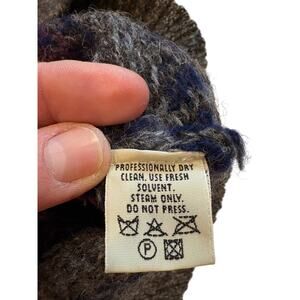 PROFESSIONALLY DRY
CLEAN. USE FRESH
SOLVENT.
STEAM ONLY.
DO NOT PRESS.
P